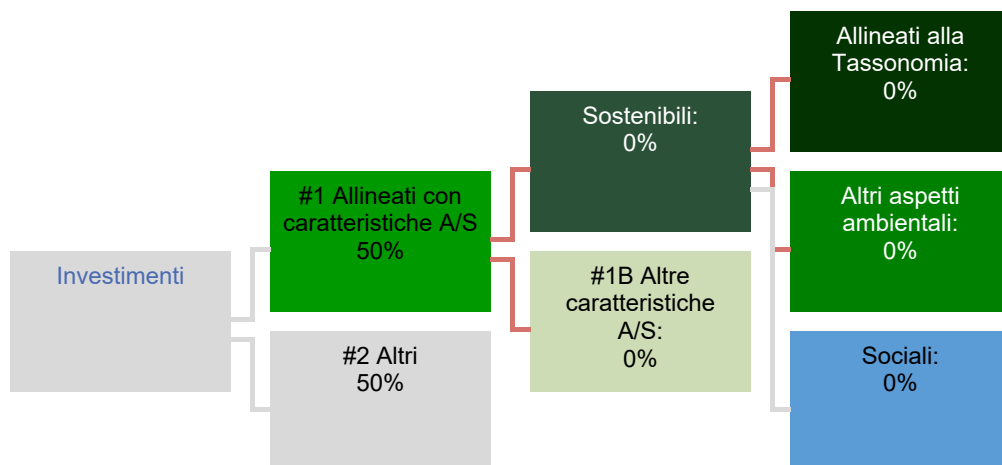 Investimenti
#1 Allineati con
caratteristiche A/S
50%
#2 Altri
50%
Sostenibili:
0%
#1B Altre
caratteristiche
A/S:
0%
Allineati alla
Tassonomia:
0%
Altri aspetti
ambientali:
0%
Sociali:
0%